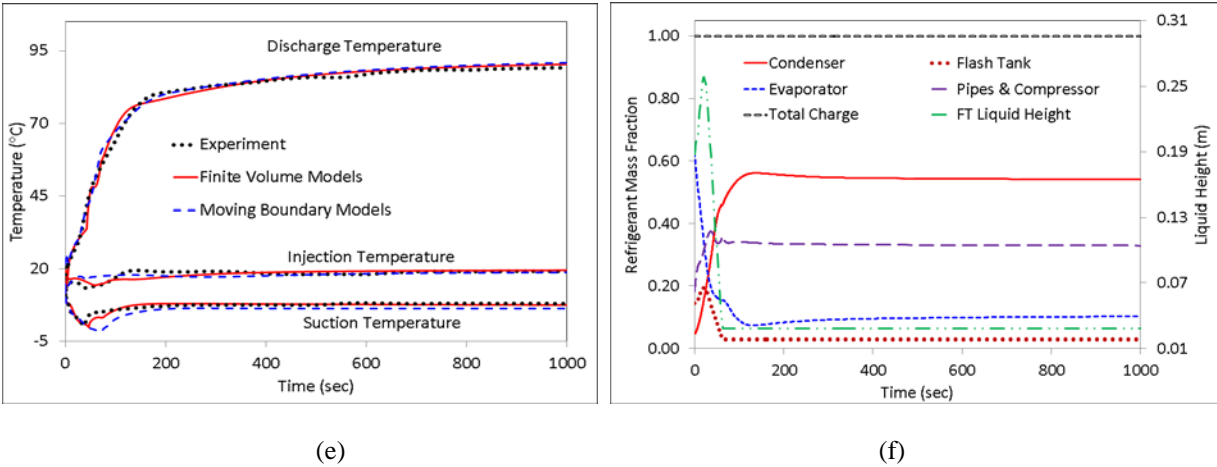 95
70
45
20
-5
Temperature (°C)
Discharge Temperature
Experiment
Finite Volume Models
Moving Boundary Models
Injection Temperature
Suction Temperature
0 200 400 600 800 1000
Time (sec)
(e)
1.00
0.80
0.60
0.40
0.20
0.00
Refrigerant Mass Fraction
Condenser Flash Tank
Evaporator Pipes & Compressor
Total Charge FT Liquid Height
0.31
0.25
0.19
0.13
0.07
0.01
Liquid Height (m)
0 200 400 600 800 1000
Time (sec)
(f)